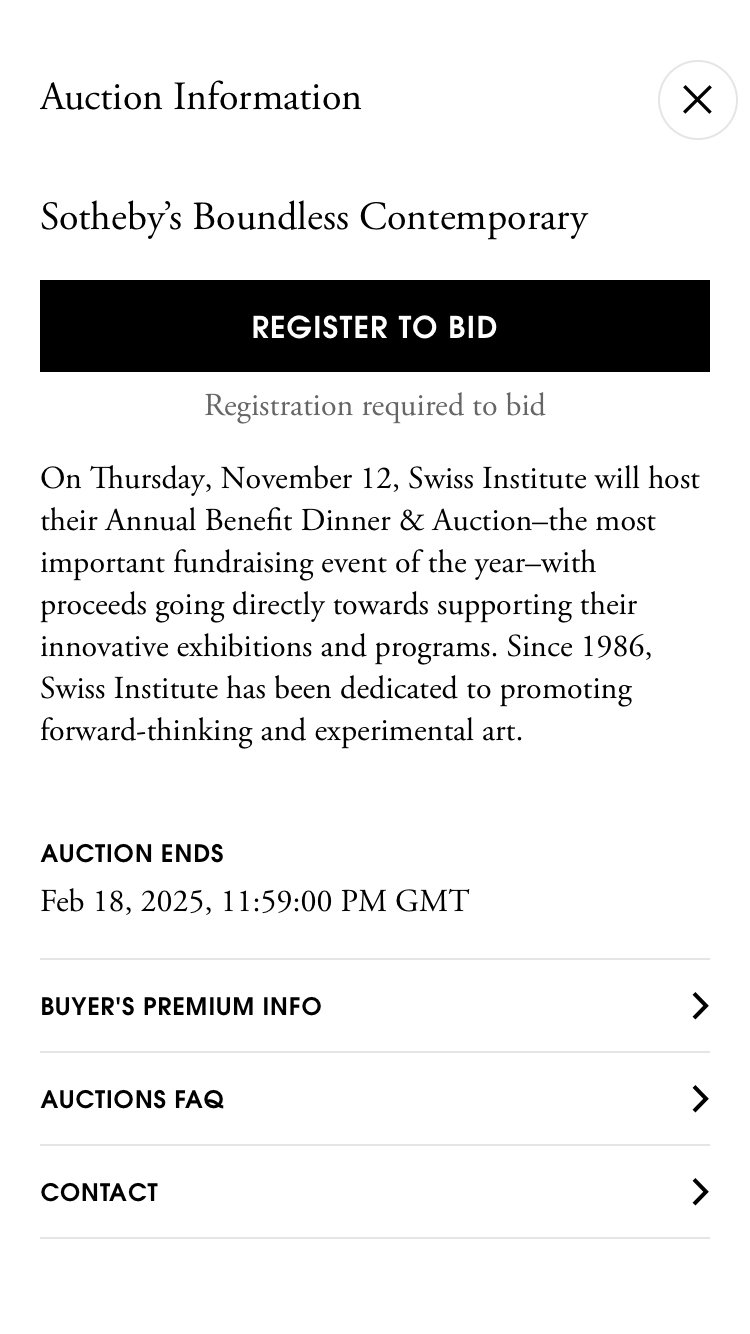 Auction Information
Sotheby’s Boundless Contemporary
REGISTER TO BID
Registration required to bid
On Thursday, November 12, Swiss Institute will host
their Annual Benefit Dinner & Auction–the most
important fundraising event of the year–with
proceeds going directly towards supporting their
innovative exhibitions and programs. Since 1986,
Swiss Institute has been dedicated to promoting
forward-thinking and experimental art.
AUCTION ENDS
Feb 18, 2025, 11:59:00 PM GMT
BUYER'S PREMIUM INFO
AUCTIONS FAQ
CONTACT